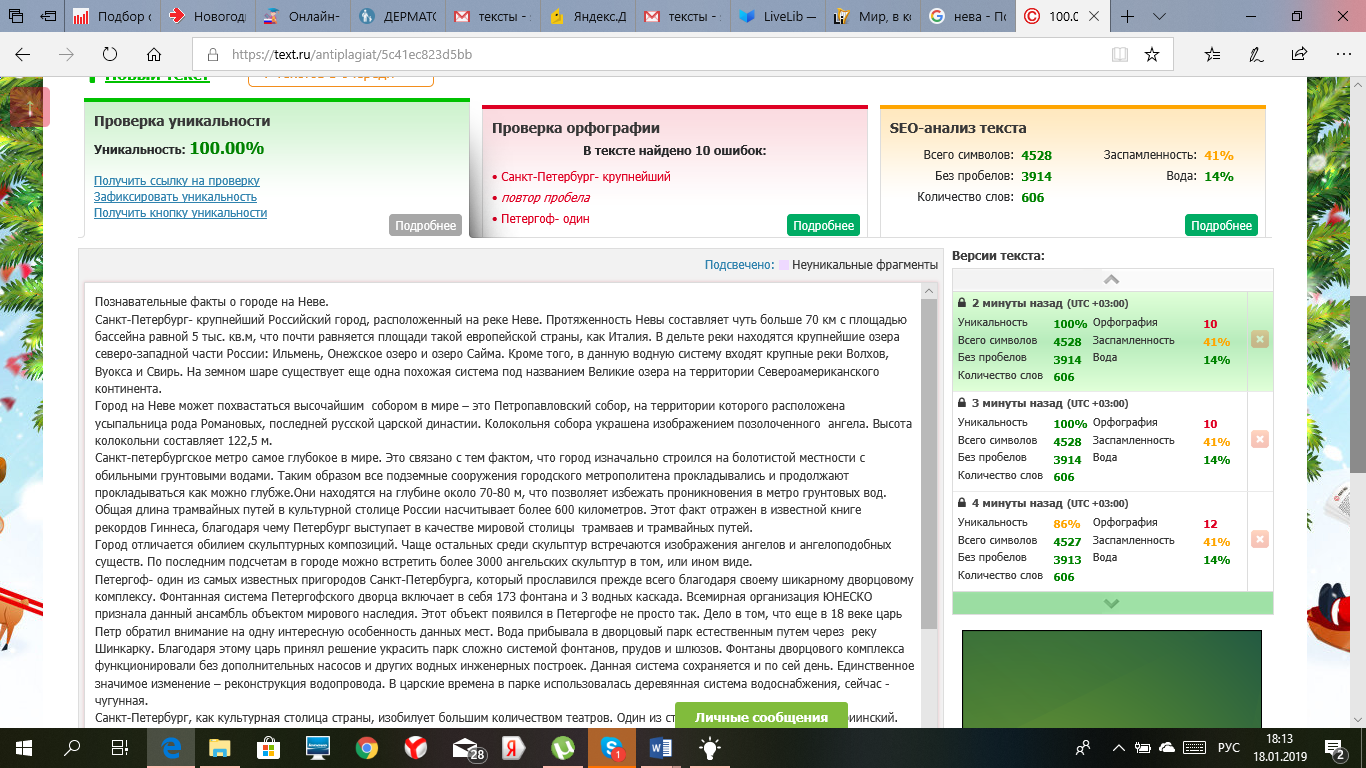 Подбор с
Новогод
Онлайн-
ДЕРМАТС
тексты - s
Яндекс.Д
тексты - з
LiveLib —
Мир, в ко
нева - По
100.0
https://text.ru/antiplagiat/5c41ec823d5bb
Новый текст
Проверка уникальности
Уникальность: 100.00%
Получить ссылку на проверку
Зафиксировать уникальность
Получить кнопку уникальности
Подробнее
Проверка орфографии
В тексте найдено 10 ошибок:
• Санкт-Петербург- крупнейший
• повтор пробела
• Петергоф- один
Подробнее
SEO-анализ текста
Всего символов: 4528 Заспамленность: 41%
Без пробелов: 3914 Вода: 14%
Количество слов: 606
Подробнее
Подсвечено: Неуникальные фрагменты
Познавательные факты о городе на Неве.
Санкт-Петербург- крупнейший Российский город, расположенный на реке Неве. Протяженность Невы составляет чуть больше 70 км с площадью
бассейна равной 5 тыс. кв.м, что почти равняется площади такой европейской страны, как Италия. В дельте реки находятся крупнейшие озера
северо-западной части России: Ильмень, Онежское озеро и озеро Сайма. Кроме того, в данную водную систему входят крупные реки Волхов,
Вуокса и Свирь. На земном шаре существует еще одна похожая система под названием Великие озера на территории Североамериканского
континента.
Город на Неве может похвастаться высочайшим  собором в мире – это Петропавловский собор, на территории которого расположена
усыпальница рода Романовых, последней русской царской династии. Колокольня собора украшена изображением позолоченного  ангела. Высота
колокольни составляет 122,5 м.
Санкт-петербургское метро самое глубокое в мире. Это связано с тем фактом, что город изначально строился на болотистой местности с
обильными грунтовыми водами. Таким образом все подземные сооружения городского метрополитена прокладывались и продолжают
прокладываться как можно глубже.Они находятся на глубине около 70-80 м, что позволяет избежать проникновения в метро грунтовых вод.
Общая длина трамвайных путей в культурной столице России насчитывает более 600 километров. Этот факт отражен в известной книге
рекордов Гиннеса, благодаря чему Петербург выступает в качестве мировой столицы  трамваев и трамвайных путей.
Город отличается обилием скульптурных композиций. Чаще остальных среди скульптур встречаются изображения ангелов и ангелоподобных
существ. По последним подсчетам в городе можно встретить более 3000 ангельских скульптур в том, или ином виде.
Петергоф- один из самых известных пригородов Санкт-Петербурга, который прославился прежде всего благодаря своему шикарному дворцовому
комплексу. Фонтанная система Петергофского дворца включает в себя 173 фонтана и 3 водных каскада. Всемирная организация ЮНЕСКО
признала данный ансамбль объектом мирового наследия. Этот объект появился в Петергофе не просто так. Дело в том, что еще в 18 веке царь
Петр обратил внимание на одну интересную особенность данных мест. Вода прибывала в дворцовый парк естественным путем через  реку
Шинкарку. Благодаря этому царь принял решение украсить парк сложно системой фонтанов, прудов и шлюзов. Фонтаны дворцового комплекса
функционировали без дополнительных насосов и других водных инженерных построек. Данная система сохраняется и по сей день. Единственное
значимое изменение – реконструкция водопровода. В царские времена в парке использовалась деревянная система водоснабжения, сейчас -
чугунная.
Санкт-Петербург, как культурная столица страны, изобилует большим количеством театров. Один из ст
Личные сообщения
Версии текста:
2 минуты назад (UTC +03:00)
Уникальность 100% Орфография 10
Всего символов 4528 Заспамленность 41%
Без пробелов 3914 Вода 14%
Количество слов 606
3 минуты назад (UTC +03:00)
Уникальность 100% Орфография 10
Всего символов 4528 Заспамленность 41%
Без пробелов 3914 Вода 14%
Количество слов 606
4 минуты назад (UTC +03:00)
Уникальность 86% Орфография 12
Всего символов 4527 Заспамленность 41%
Без пробелов 3913 Вода 14%
Количество слов 606
28
1
РУС
18:13
18.01.2019
2